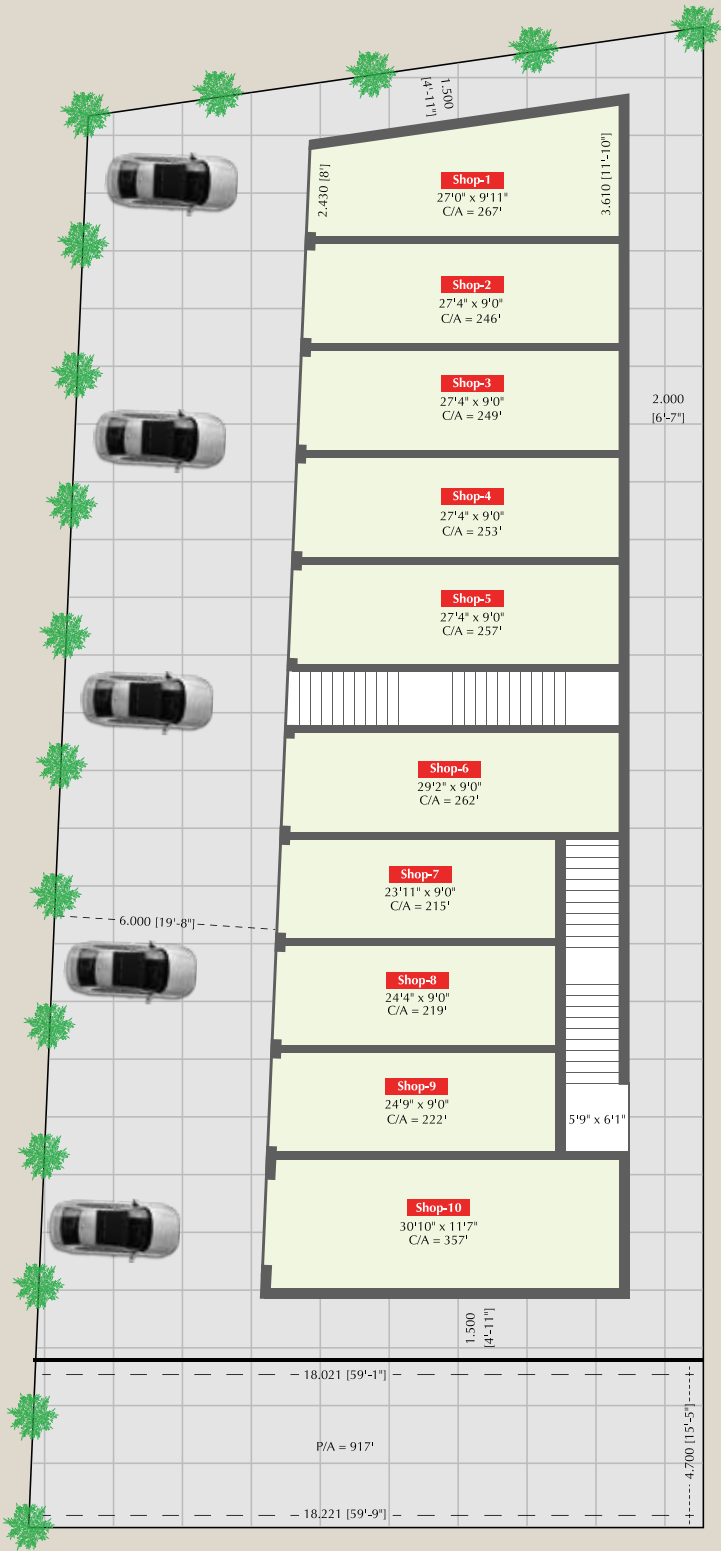 1.500
[4'-11"]
2.430 [8']
Shop-1
27'0" x 9'11"
C/A = 267'
3.610 [11'-10"]
Shop-2
27'4" x 9'0"
C/A = 246'
Shop-3
27'4" x 9'0"
C/A = 249'
2.000
[6'-7"]
Shop-4
27'4" x 9'0"
C/A = 253'
Shop-5
27'4" x 9'0"
C/A = 257'
Shop-6
29'2" x 9'0"
C/A = 262'
Shop-7
23'11" x 9'0"
C/A = 215'
6.000 [19'-8"]
Shop-8
24'4" x 9'0"
C/A = 219'
Shop-9
24'9" x 9'0"
C/A = 222'
5'9" x 6'1"
Shop-10
30'10" x 11'7"
C/A = 357'
1.500
[4'-11"]
18.021 [59'-1"]
4.700 [15'-5"]
P/A = 917'
18.221 [59'-9"]